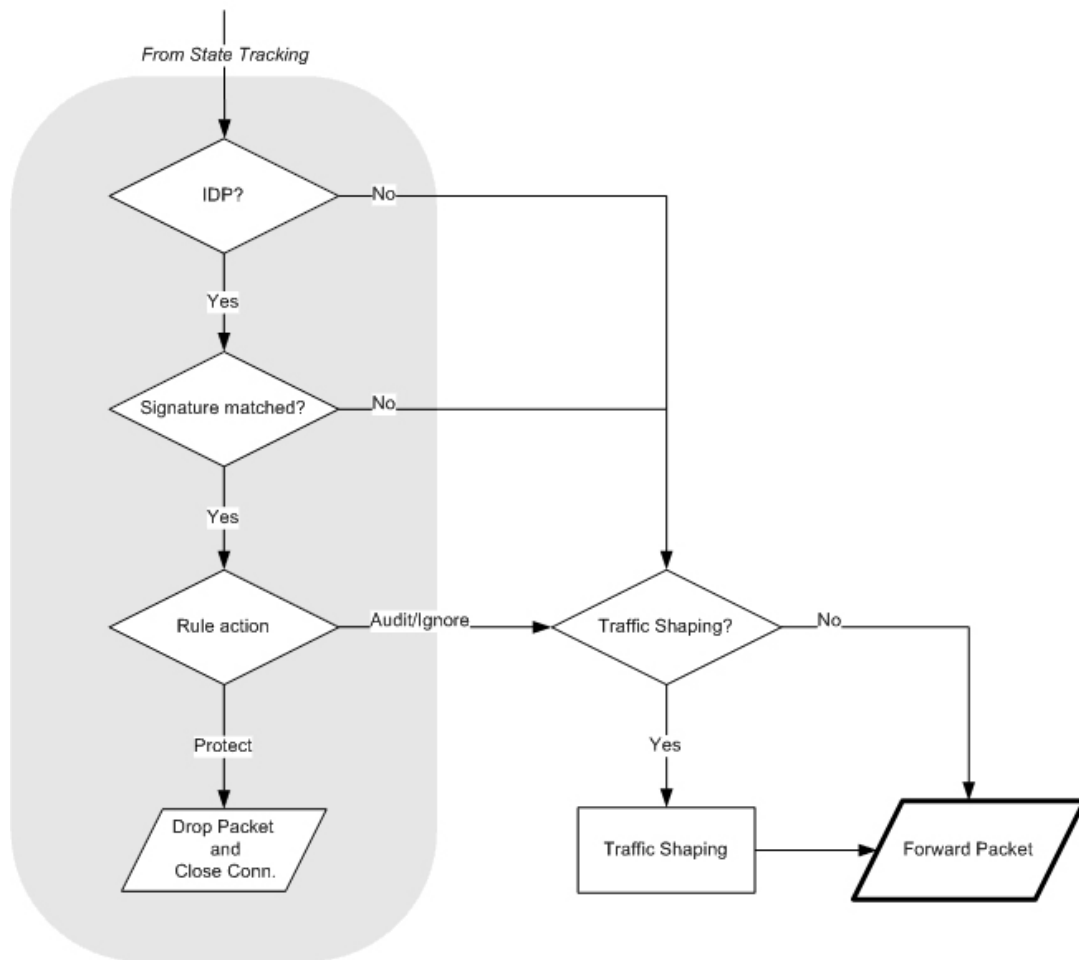 From State Tracking
IDP?
No
Yes
Signature matched?
No
Yes
Rule action
Audit/Ignore
Traffic Shaping?
No
Protect
Yes
Drop Packet
and
Close Conn.
Traffic Shaping
Forward Packet